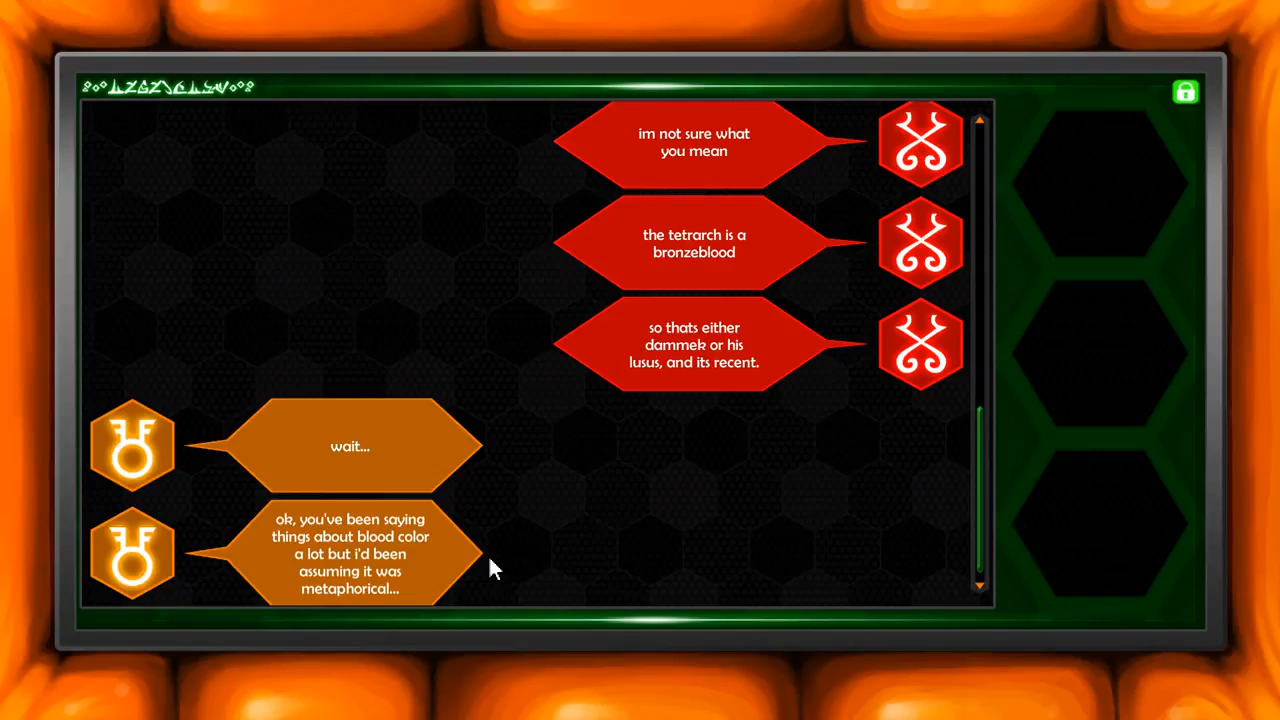 im not sure what
you mean
the tetrarch is a
bronzeblood
so thats either
dammek or his
lusus, and its recent.
wait...
ok, you've been saying
things about blood color
a lot but i'd been
assuming it was
metaphorical...